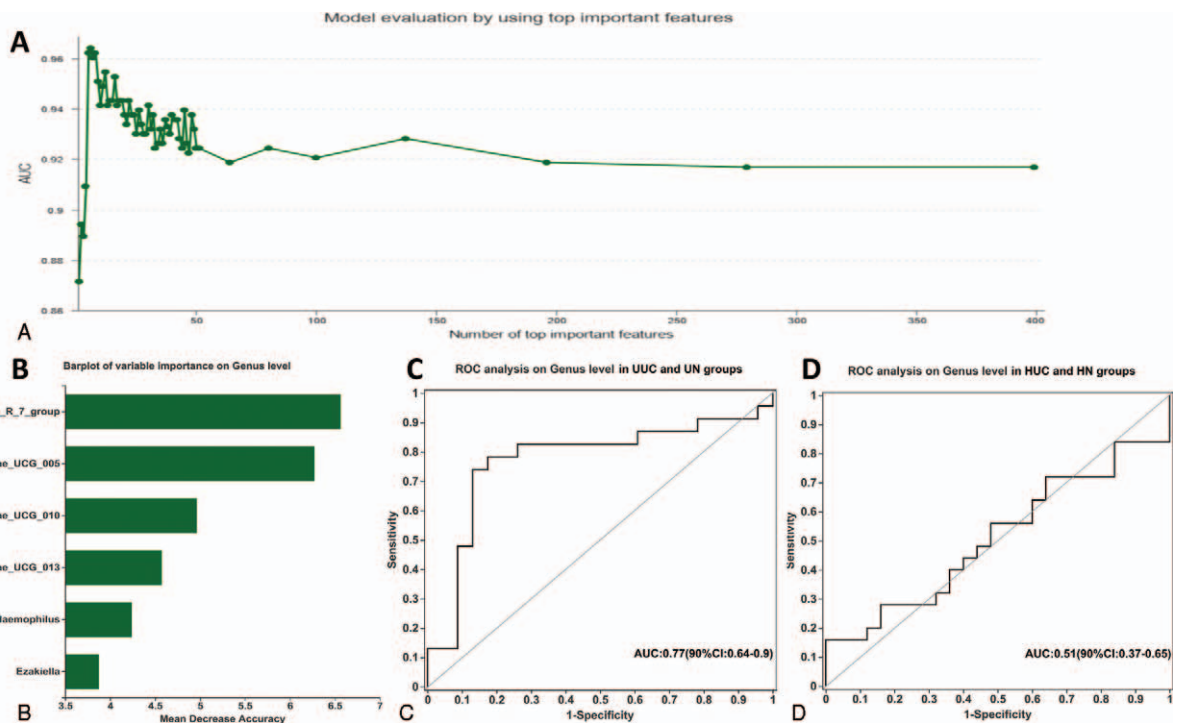 Model evaluation by using top important features
A
0.96
0.94
0.92
0.9
0.88
0.86
AUC
50 100 150 200 250 300 350 400
A
Number of top important features
B
Barplot of variable importance on Genus level
_R_7_group
ne_UCG_005
ne_UCG_010
ne_UCG_013
laemophilus
Ezakiella
3.5 4 4.5 5 5.5 6 6.5 7
B
Mean Decrease Accuracy
C
ROC analysis on Genus level in UUC and UN groups
1
0.9
0.8
0.7
0.6
0.5
0.4
0.3
0.2
0.1
0
Sensitivity
AUC:0.77(90%CI:0.64-0.9)
0 0.1 0.2 0.3 0.4 0.5 0.6 0.7 0.8 0.9 1
C
1-Specificity
D
ROC analysis on Genus level in HUC and HN groups
1
0.9
0.8
0.7
0.6
0.5
0.4
0.3
0.2
0.1
0
Sensitivity
AUC:0.51(90%CI:0.37-0.65)
0 0.1 0.2 0.3 0.4 0.5 0.6 0.7 0.8 0.9 1
D
1-Specificity